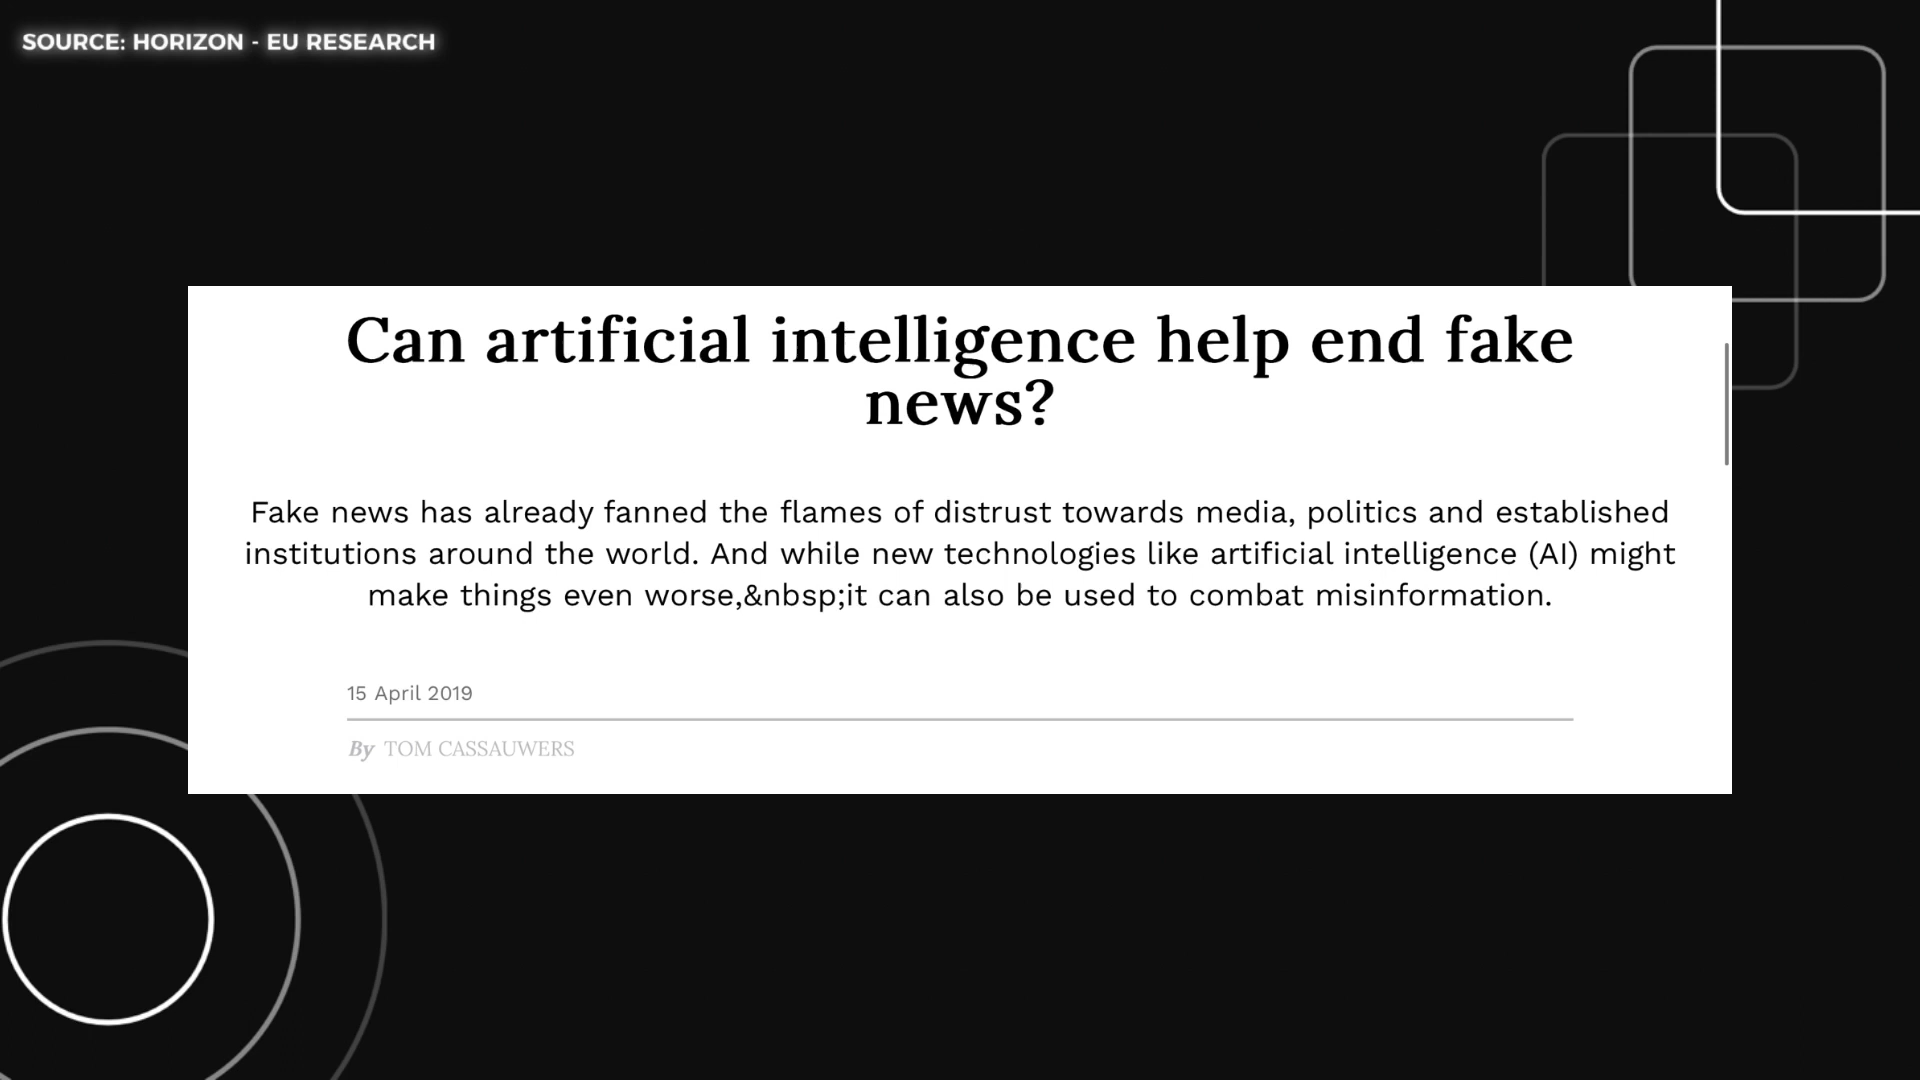 SOURCE: HORIZON - EU RESEARCH
Can artificial intelligence help end fake
news?
Fake news has already fanned the flames of distrust towards media, politics and established
institutions around the world. And while new technologies like artificial intelligence (AI) might
make things even worse,&nbsp;it can also be used to combat misinformation.
15 April 2019
By TOM CASSAUWERS